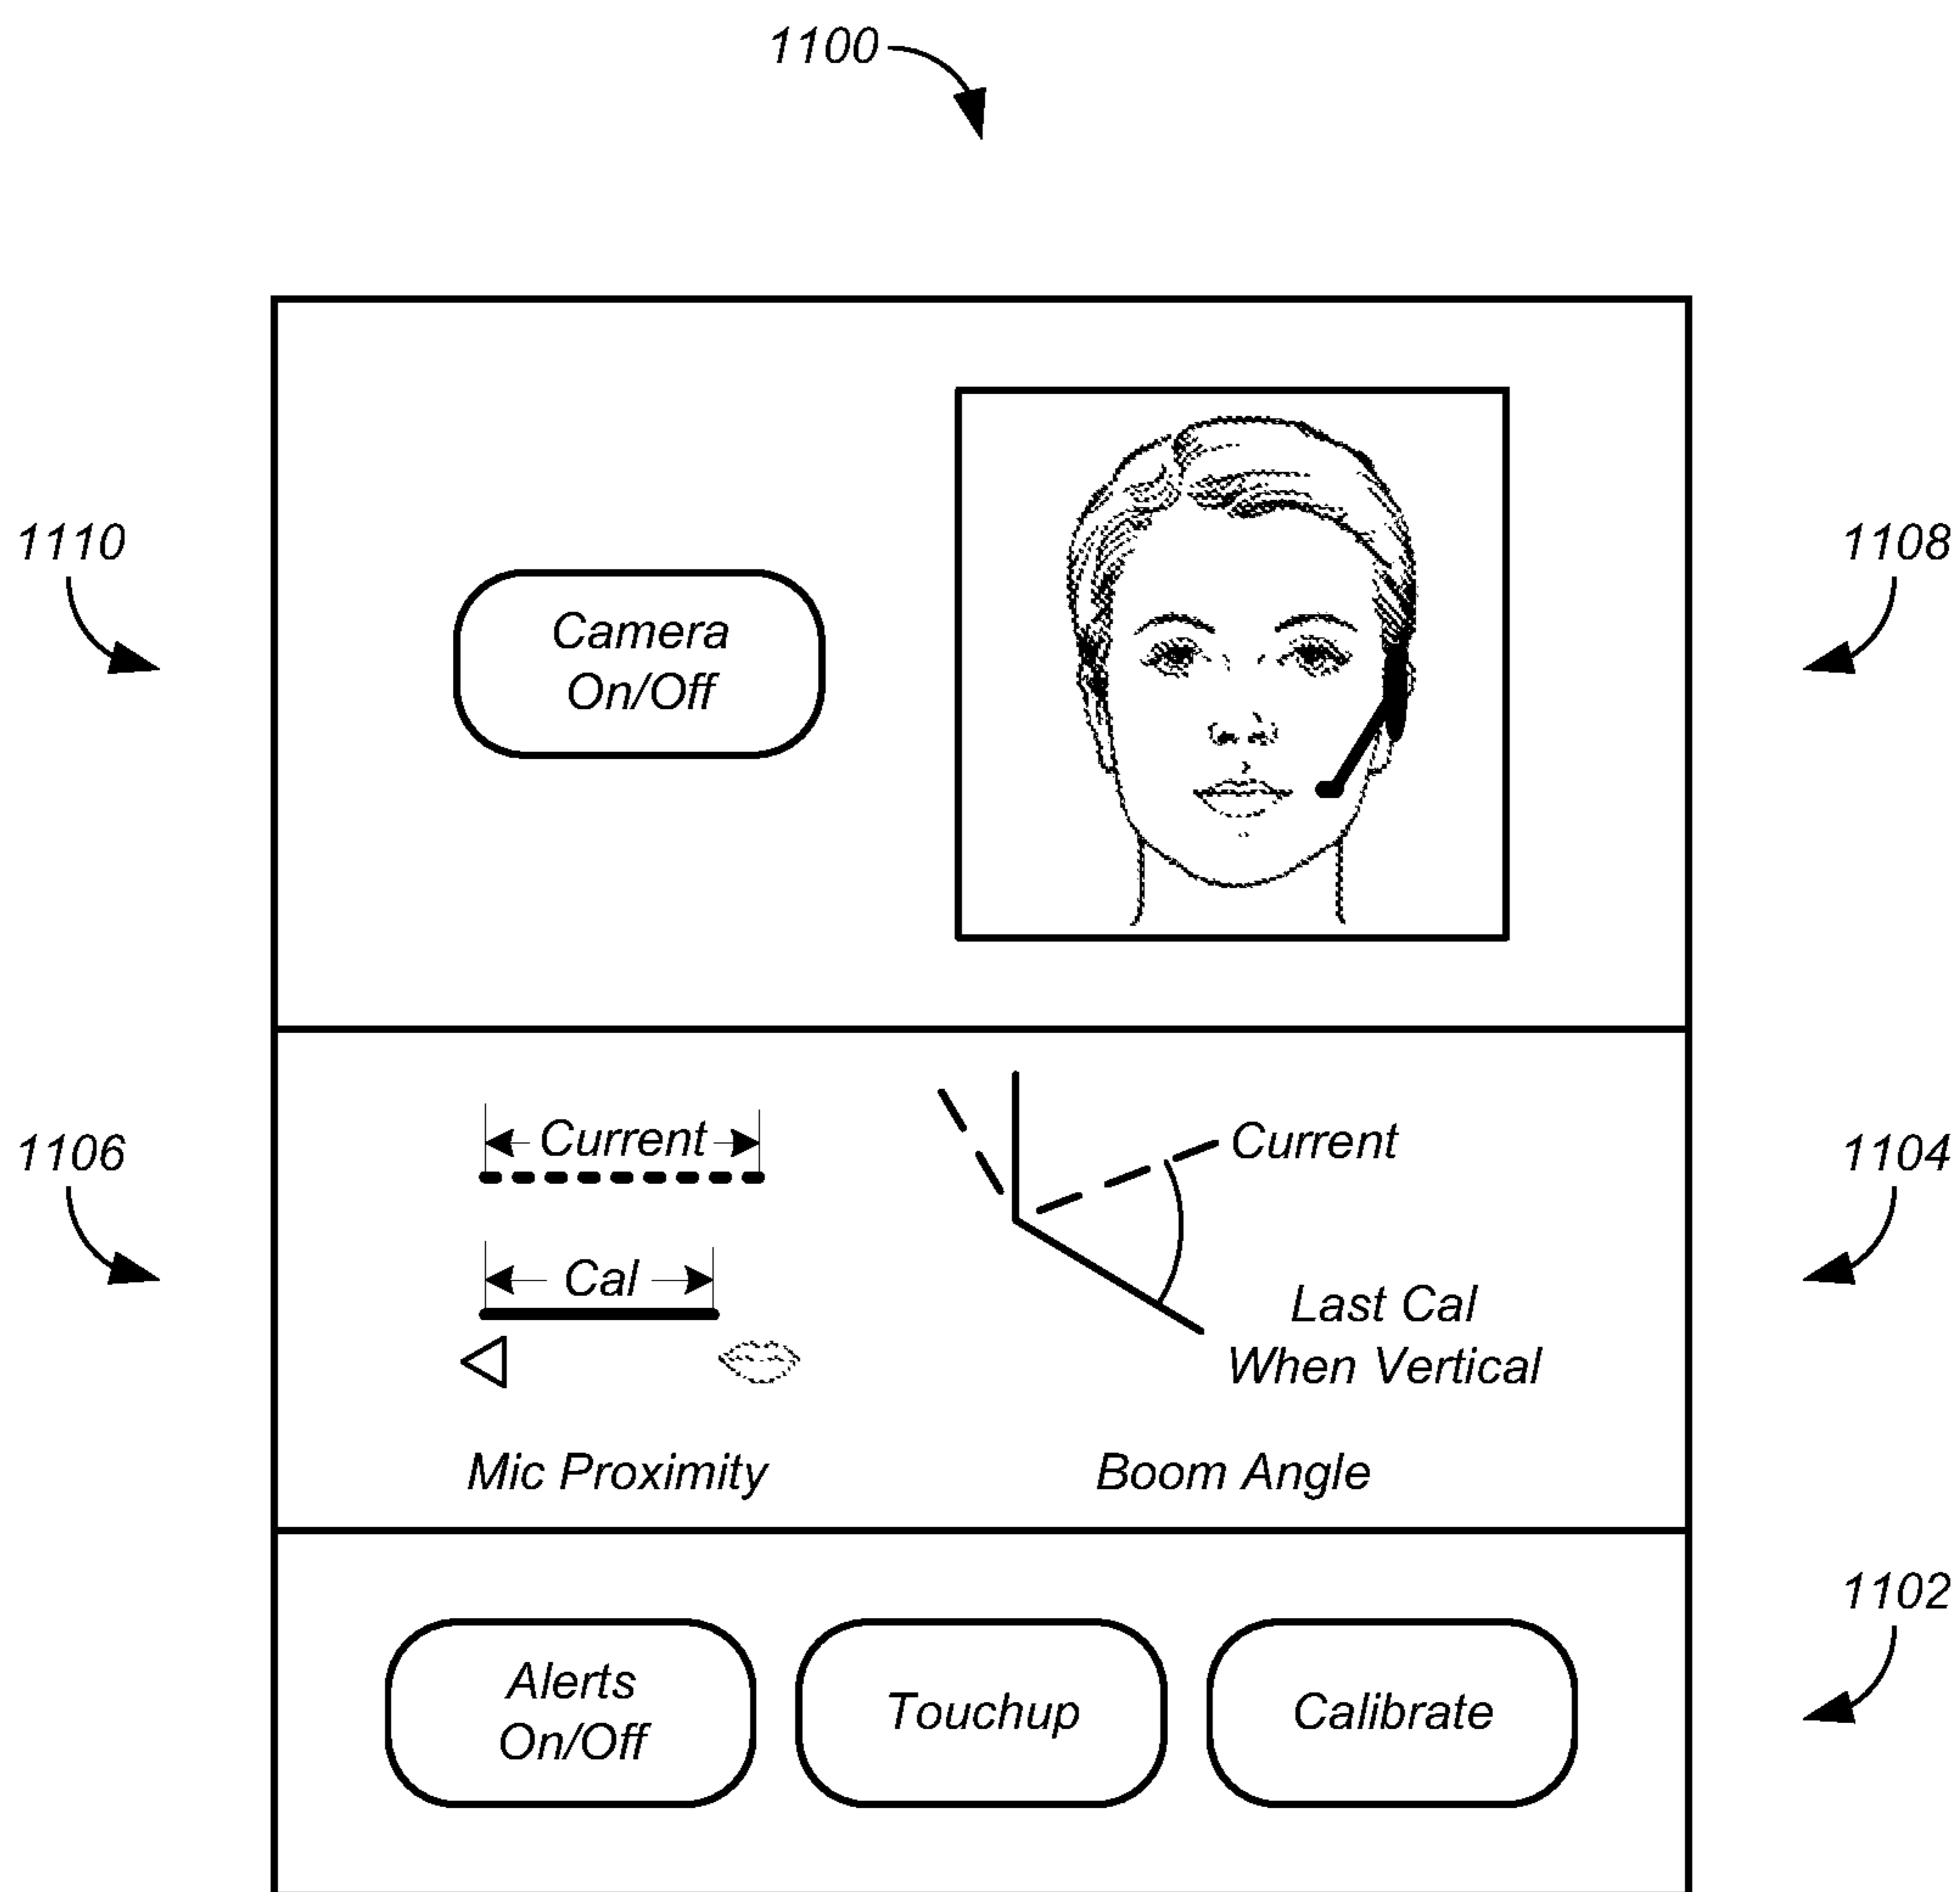 1100
1110
1108
Camera
On/Off
1106
1104
Current
Current
Cal
Last Cal
When Vertical
Mic Proximity
Boom Angle
1102
Alerts
On/Off
Touchup
Calibrate